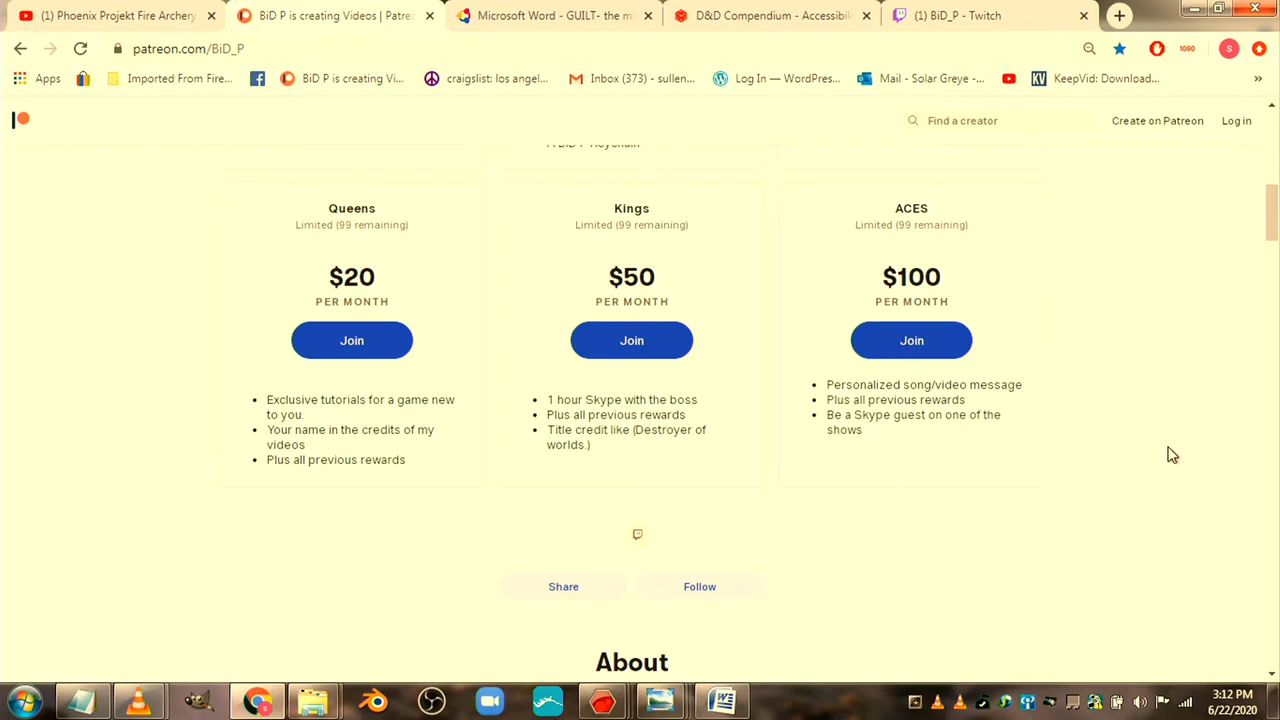 (1) Phoenix Projekt Fire Archery
BiD P is creating Videos | Patreo
Microsoft Word - GUILT- the m
D&D Compendium - Accessibil
(1) BiD_P - Twitch
patreon.com/BiD_P
1080
S
Apps
Imported From Fire...
BiD P is creating Vi...
craigslist: los angel...
Inbox (373) - sullen...
Log In — WordPres...
Mail - Solar Greye -...
KV
KeepVid: Download...
»
Find a creator
Create on Patreon
Log in
Queens
Limited (99 remaining)
$20
PER MONTH
Join
• Exclusive tutorials for a game new
to you.
• Your name in the credits of my
videos
• Plus all previous rewards
Kings
Limited (99 remaining)
$50
PER MONTH
Join
• 1 hour Skype with the boss
• Plus all previous rewards
• Title credit like (Destroyer of
worlds.)
ACES
Limited (99 remaining)
$100
PER MONTH
Join
• Personalized song/video message
• Plus all previous rewards
• Be a Skype guest on one of the
shows
Share
Follow
About
3:12 PM
6/22/2020